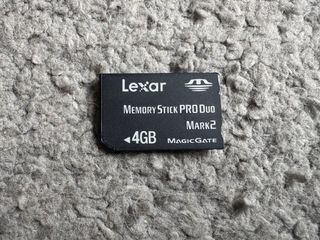 Lexar
MEMORY STICK PRO DUO
MARK2
4GB MAGICGATE